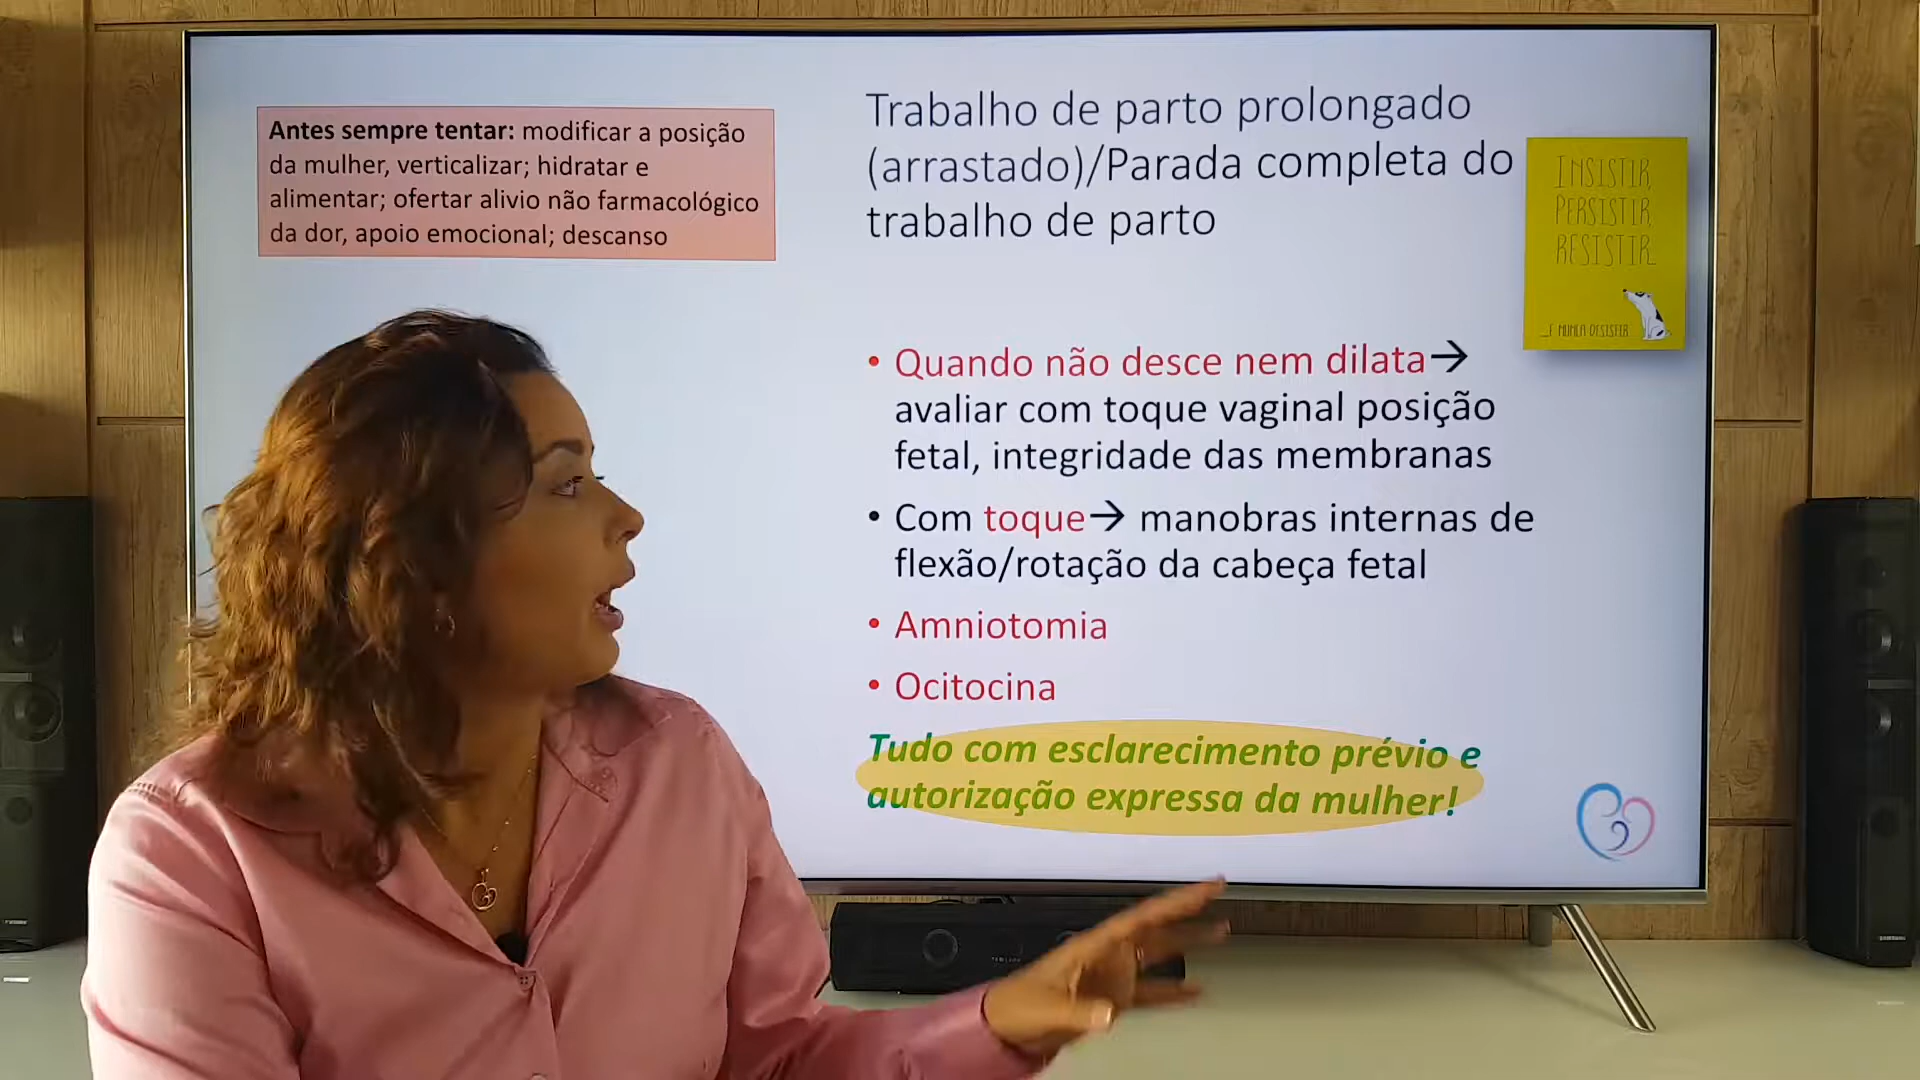 Antes sempre tentar: modificar a posição
da mulher, verticalizar; hidratar e
alimentar; ofertar alivio não farmacológico
da dor, apoio emocional; descanso
Trabalho de parto prolongado
(arrastado)/Parada completa do
trabalho de parto
INSISTIR,
PERSISTIR,
RESISTIR...
...E NUNCA DESISTIR
• Quando não desce nem dilata→
avaliar com toque vaginal posição
fetal, integridade das membranas
• Com toque→ manobras internas de
flexão/rotação da cabeça fetal
• Amniotomia
• Ocitocina
Tudo com esclarecimento prévio e
autorização expressa da mulher!
SAMSUNG